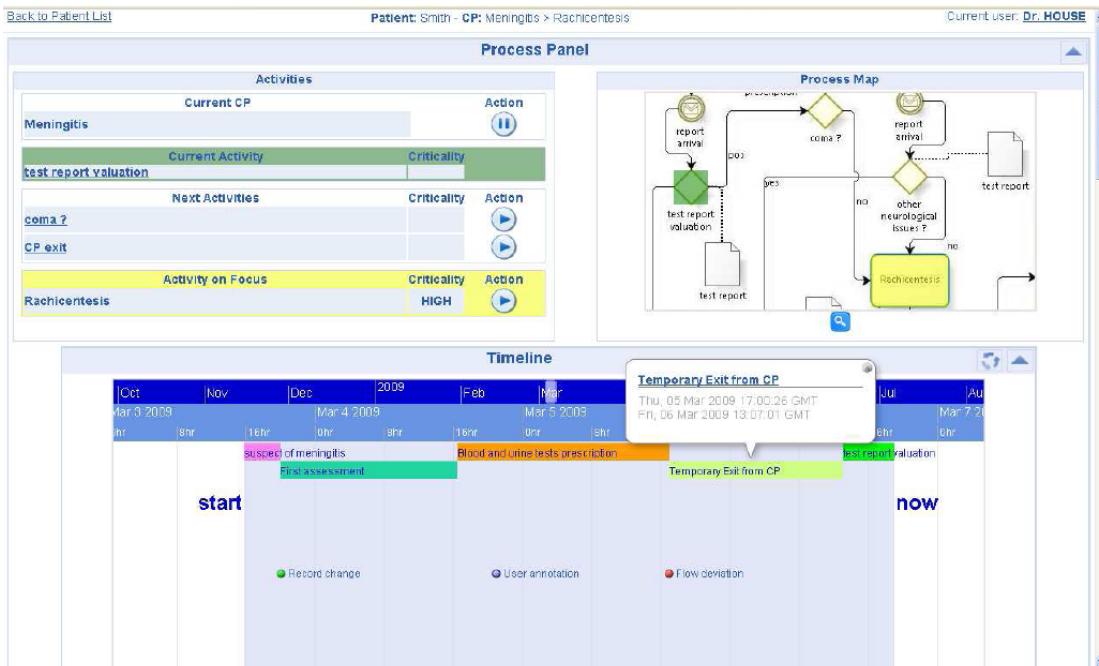 Back to Patient List
Patient: Smith - CP: Meningitis > Rachicentesis
Current user: Dr. HOUSE
Process Panel
Activities
Current CP Action
Meningitis
Current Activity Criticality
test report valuation
Next Activities Criticality Action
coma ?
CP exit
Activity on Focus Criticality Action
Rachicentesis HIGH
Process Map
prescription
report
arrival
coma ?
report
arrival
test report
yes
no
test report
valuation
other
neurological
issues ?
no
Rachicentesis
test report
Timeline
Oct Nov Dec 2009 Feb Mar Jul Au
Mar 3 2009 Mar 4 2009 Mar 5 2009 Mar 7 2
8hr 16hr 0hr 8hr 16hr 0hr 8hr 0hr
Temporary Exit from CP
Thu, 05 Mar 2009 17:00:26 GMT
Fri, 06 Mar 2009 13:07:01 GMT
suspect of meningitis Blood and urine tests prescription test report valuation
First assessment Temporary Exit from CP
start now
Record change User annotation Flow deviation